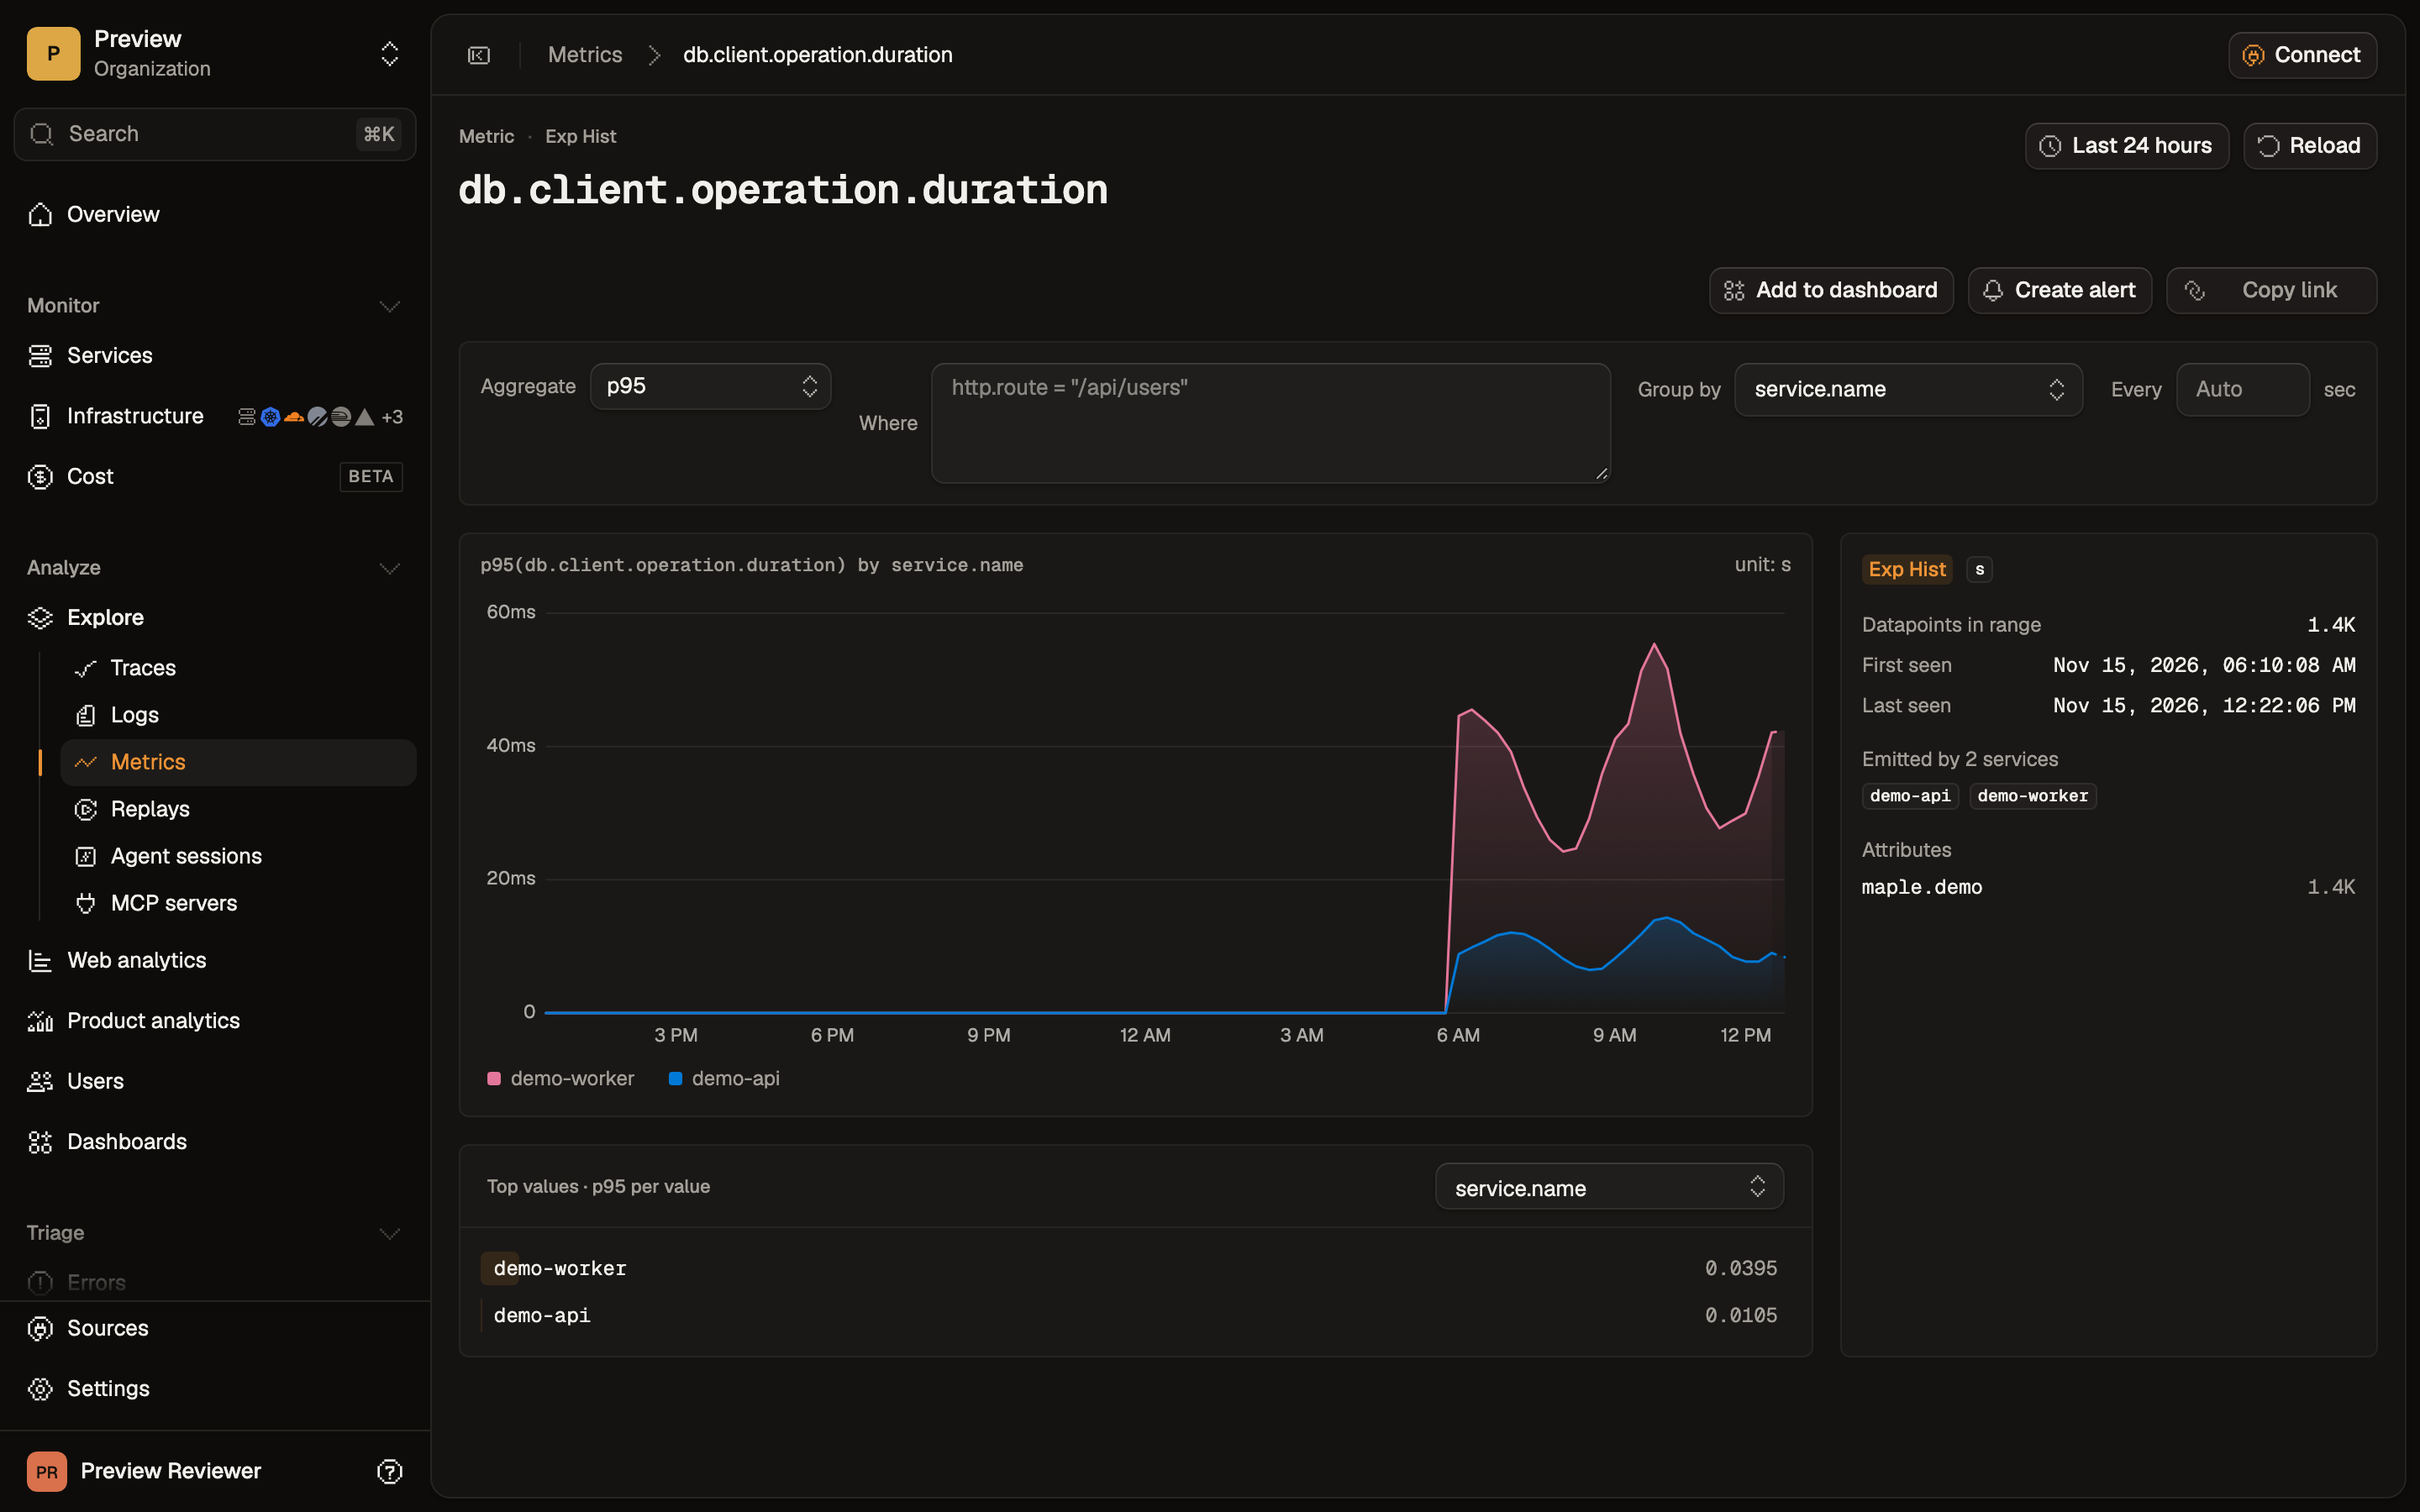 P
Preview
Organization
Search
⌘K
Overview
Monitor
Services
Infrastructure
+3
Cost
BETA
Analyze
Explore
Traces
Logs
Metrics
Replays
Agent sessions
MCP servers
Web analytics
Product analytics
Users
Dashboards
Triage
Errors
Sources
Settings
PR
Preview Reviewer
Metrics
db.client.operation.duration
Connect
Metric · Exp Hist
Last 24 hours
Reload
db.client.operation.duration
Add to dashboard
Create alert
Copy link
Aggregate
p95
Where
http.route = "/api/users"
Group by
service.name
Every
Auto
sec
p95(db.client.operation.duration) by service.name
unit: s
60ms
40ms
20ms
0
3 PM
6 PM
9 PM
12 AM
3 AM
6 AM
9 AM
12 PM
demo-worker
demo-api
Top values · p95 per value
service.name
demo-worker
0.0395
demo-api
0.0105
Exp Hist
s
Datapoints in range
1.4K
First seen
Nov 15, 2026, 06:10:08 AM
Last seen
Nov 15, 2026, 12:22:06 PM
Emitted by 2 services
demo-api
demo-worker
Attributes
maple.demo
1.4K